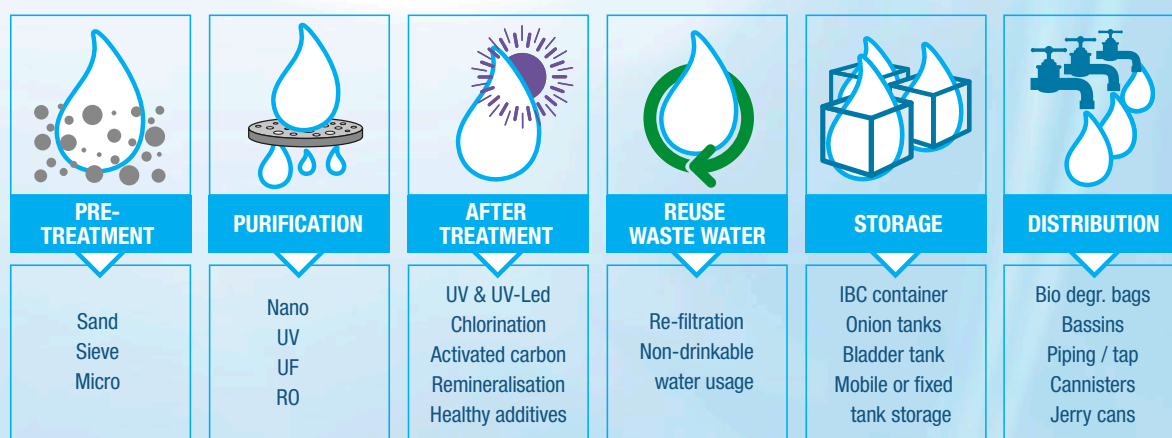 PRE-
TREATMENT
Sand
Sieve
Micro
PURIFICATION
Nano
UV
UF
RO
AFTER
TREATMENT
UV & UV-Led
Chlorination
Activated carbon
Remineralisation
Healthy additives
REUSE
WASTE WATER
Re-filtration
Non-drinkable
water usage
STORAGE
IBC container
Onion tanks
Bladder tank
Mobile or fixed
tank storage
DISTRIBUTION
Bio degr. bags
Bassins
Piping / tap
Cannisters
Jerry cans